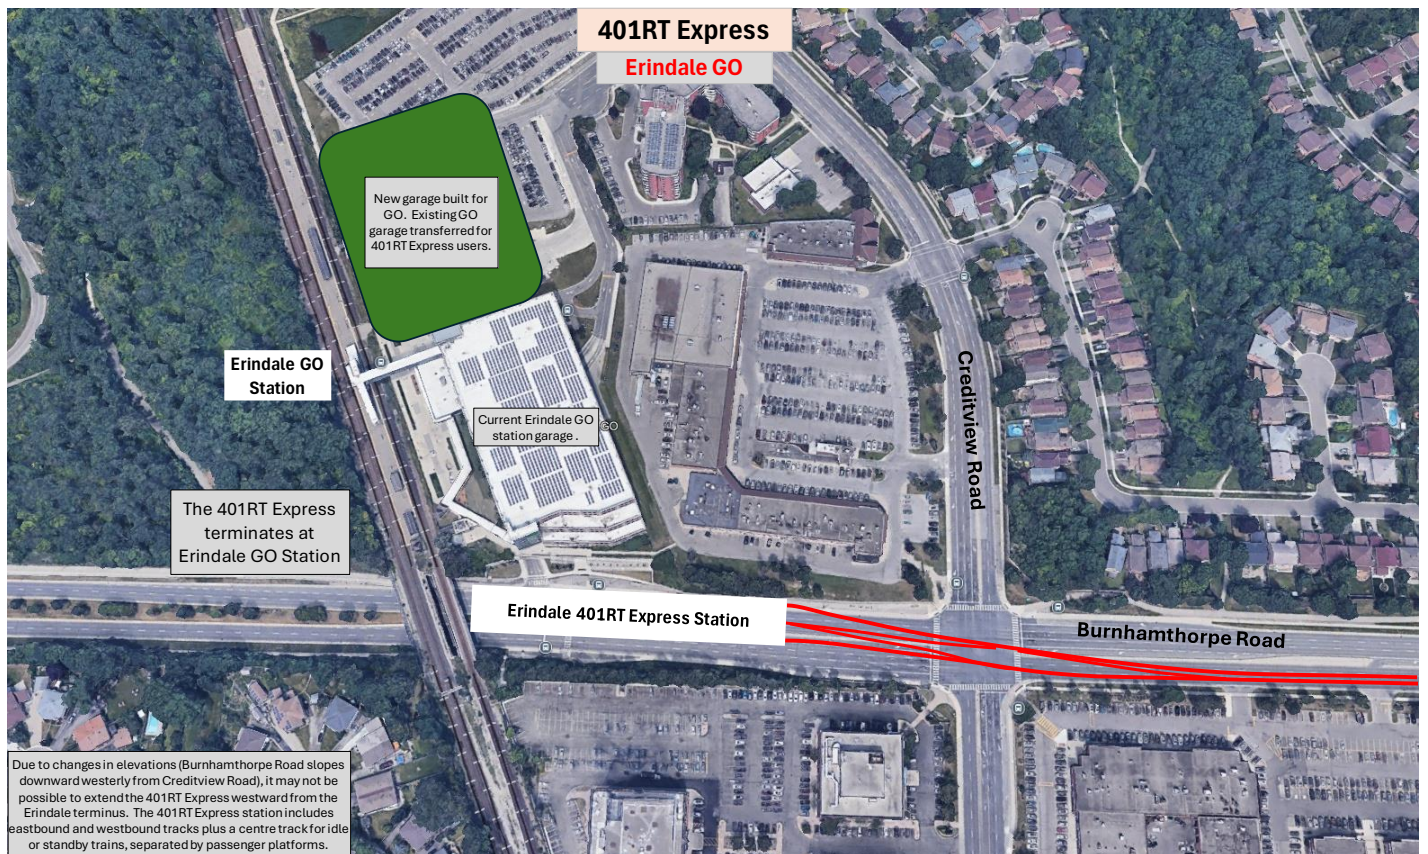 401RT Express
Erindale GO
New garage built for
GO. Existing GO
garage transferred for
401RT Express users.
Erindale GO
Station
Current Erindale GO
station garage .
GO
Creditview Road
The 401RT Express
terminates at
Erindale GO Station
Erindale 401RT Express Station
Burnhamthorpe Road
Due to changes in elevations (Burnhamthorpe Road slopes
downward westerly from Creditview Road), it may not be
possible to extend the 401RT Express westward from the
Erindale terminus. The 401RT Express station includes
eastbound and westbound tracks plus a centre track for idle
or standby trains, separated by passenger platforms.